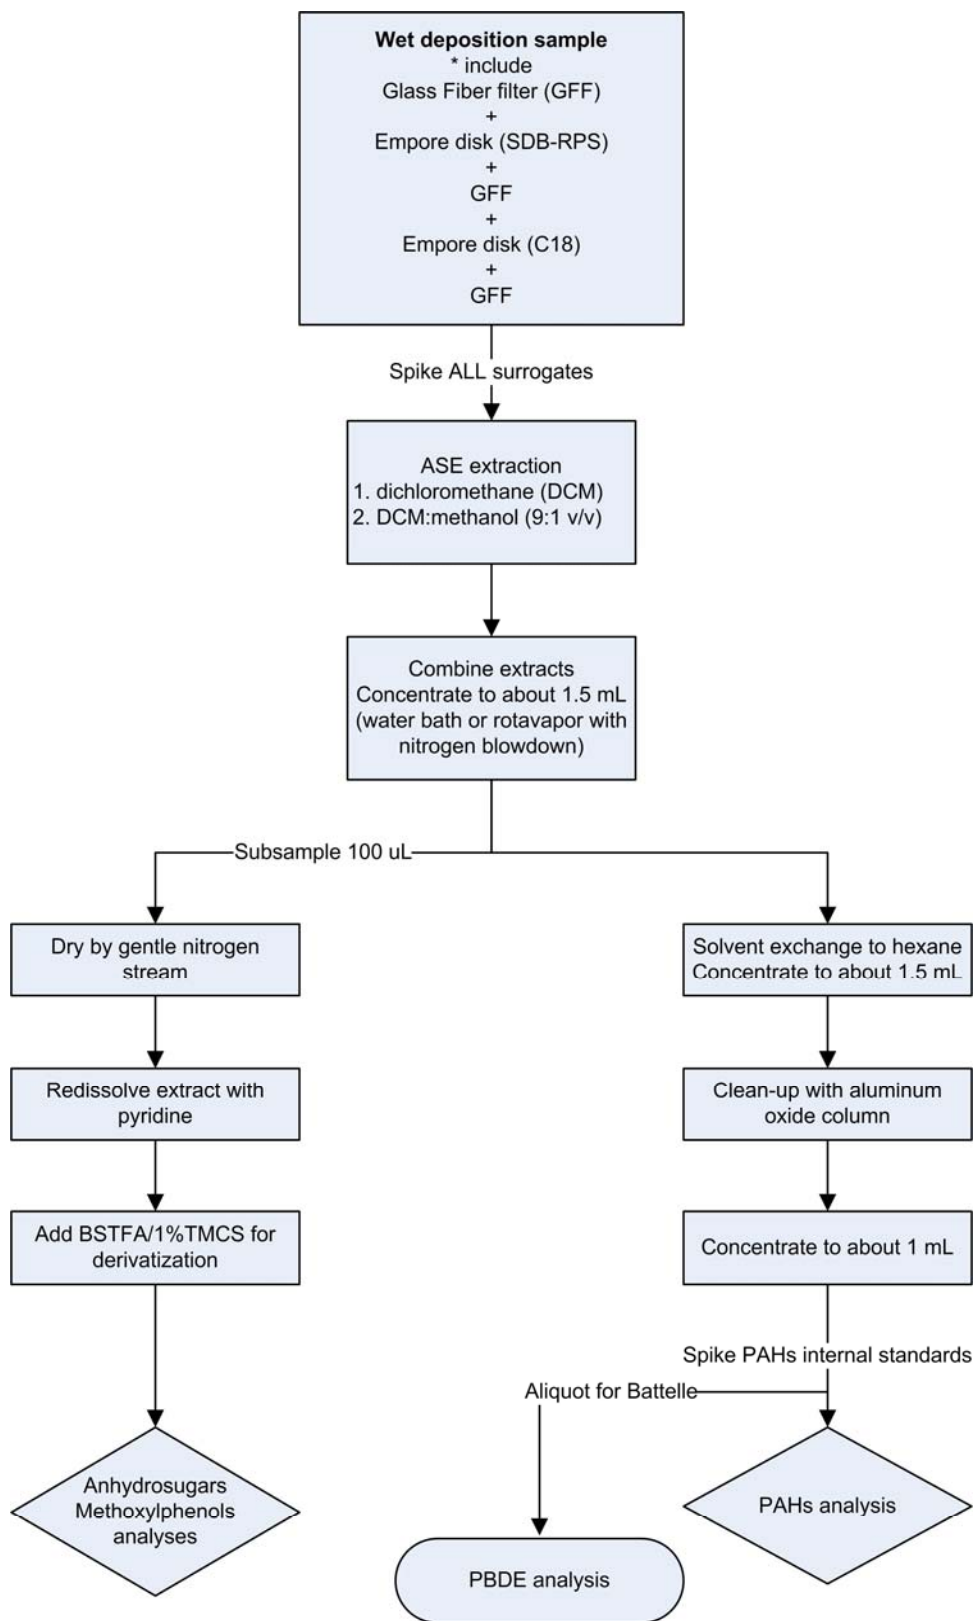 Wet deposition sample
* include
Glass Fiber filter (GFF)
+
Empore disk (SDB-RPS)
+
GFF
+
Empore disk (C18)
+
GFF
Spike ALL surrogates
ASE extraction
1. dichloromethane (DCM)
2. DCM:methanol (9:1 v/v)
Combine extracts
Concentrate to about 1.5 mL
(water bath or rotavapor with
nitrogen blowdown)
Subsample 100 uL
Dry by gentle nitrogen
stream
Redissolve extract with
pyridine
Add BSTFA/1%TMCS for
derivatization
Anhydrosugars
Methoxylphenols
analyses
Solvent exchange to hexane
Concentrate to about 1.5 mL
Clean-up with aluminum
oxide column
Concentrate to about 1 mL
Spike PAHs internal standards
Aliquot for Battelle
PAHs analysis
PBDE analysis